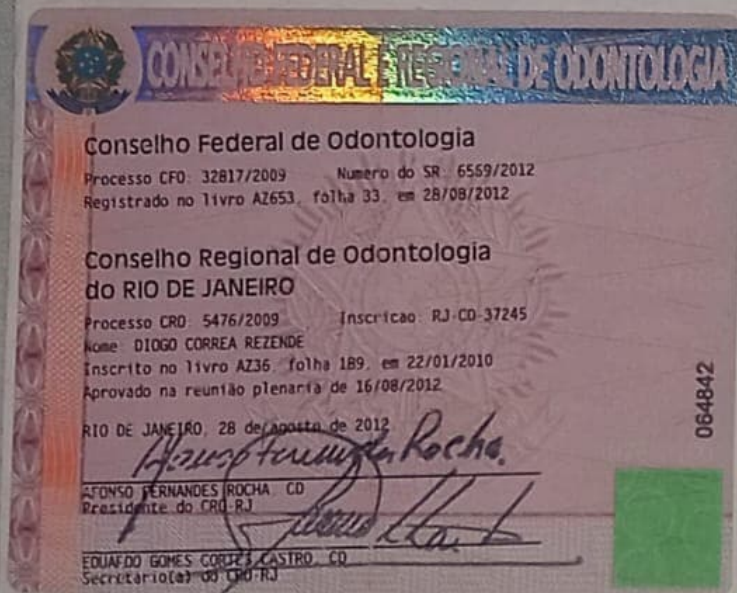 CONSELHO FEDERAL E REGIONAL DE ODONTOLOGIA
Conselho Federal de Odontologia
Processo CFO: 32817/2009 Numero do SR: 6559/2012
Registrado no livro AZ653, folha 33, em 28/08/2012
Conselho Regional de Odontologia
do RIO DE JANEIRO
Processo CRO: 5476/2009 Inscricao: RJ-CD-37245
Nome: DIOGO CORREA REZENDE
Inscrito no livro AZ36, folha 189, em 22/01/2010
Aprovado na reunião plenaria de 16/08/2012
064842
RIO DE JANEIRO, 28 de agosto de 2012
Afonso Fernandes Rocha.
AFONSO FERNANDES ROCHA, CD
Presidente do CRO-RJ
EDUARDO GOMES CORTES CASTRO, CD
Secretario(a) do CRO-RJ